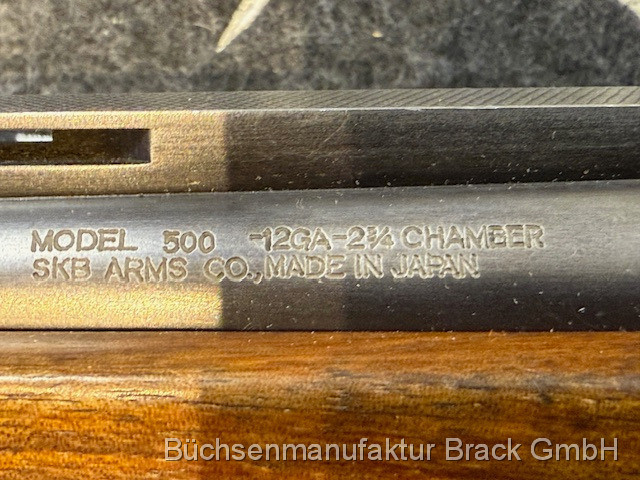 MODEL 500 -12GA-2¾ CHAMBER
SKB ARMS CO., MADE IN JAPAN
Büchsenmanufaktur Brack GmbH